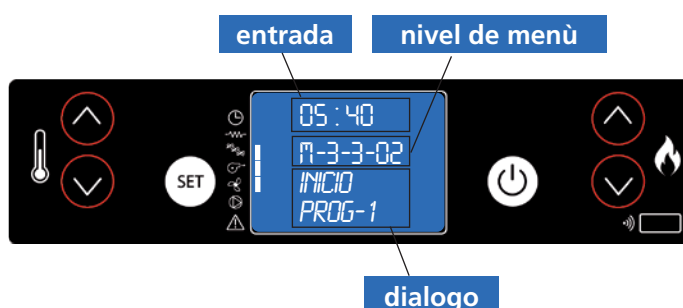 entrada
nivel de menù
05:40
M-3-3-02
SET
INICIO
PROG-1
dialogo